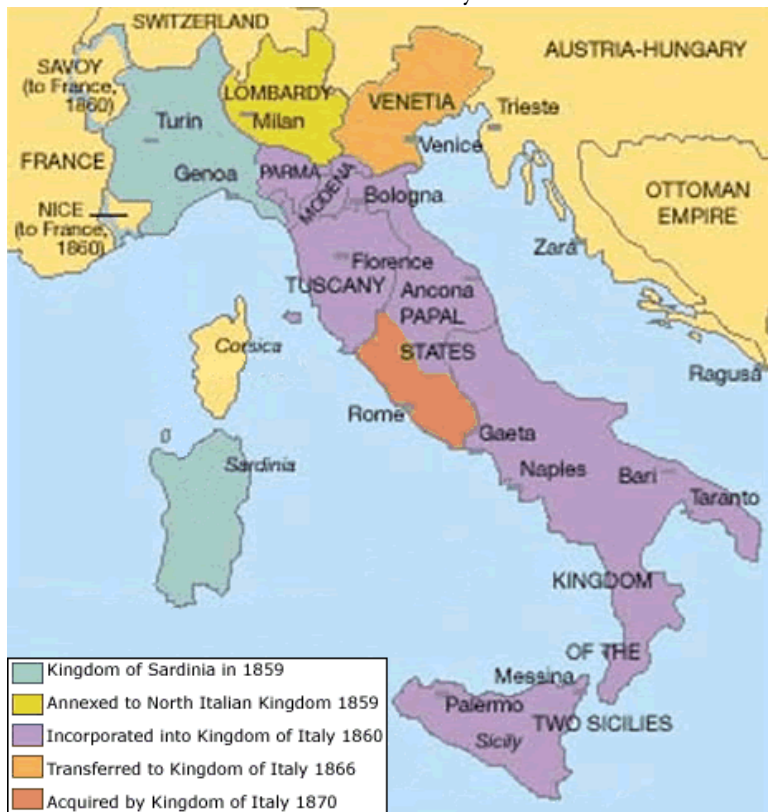 SWITZERLAND
SAVOY
(to France,
1860)
AUSTRIA-HUNGARY
LOMBARDY
Milan
VENETIA
Trieste
Turin
Venice
FRANCE
Genoa
PARMA
MODENA
Bologna
OTTOMAN
EMPIRE
NICE
(to France,
1860)
Zara
Florence
TUSCANY
Ancona
PAPAL
STATES
Corsica
Ragusa
Rome
Gaeta
Sardinia
Naples
Bari
Taranto
KINGDOM
OF THE
TWO SICILIES
Messina
Palermo
Sicily
Kingdom of Sardinia in 1859
Annexed to North Italian Kingdom 1859
Incorporated into Kingdom of Italy 1860
Transferred to Kingdom of Italy 1866
Acquired by Kingdom of Italy 1870